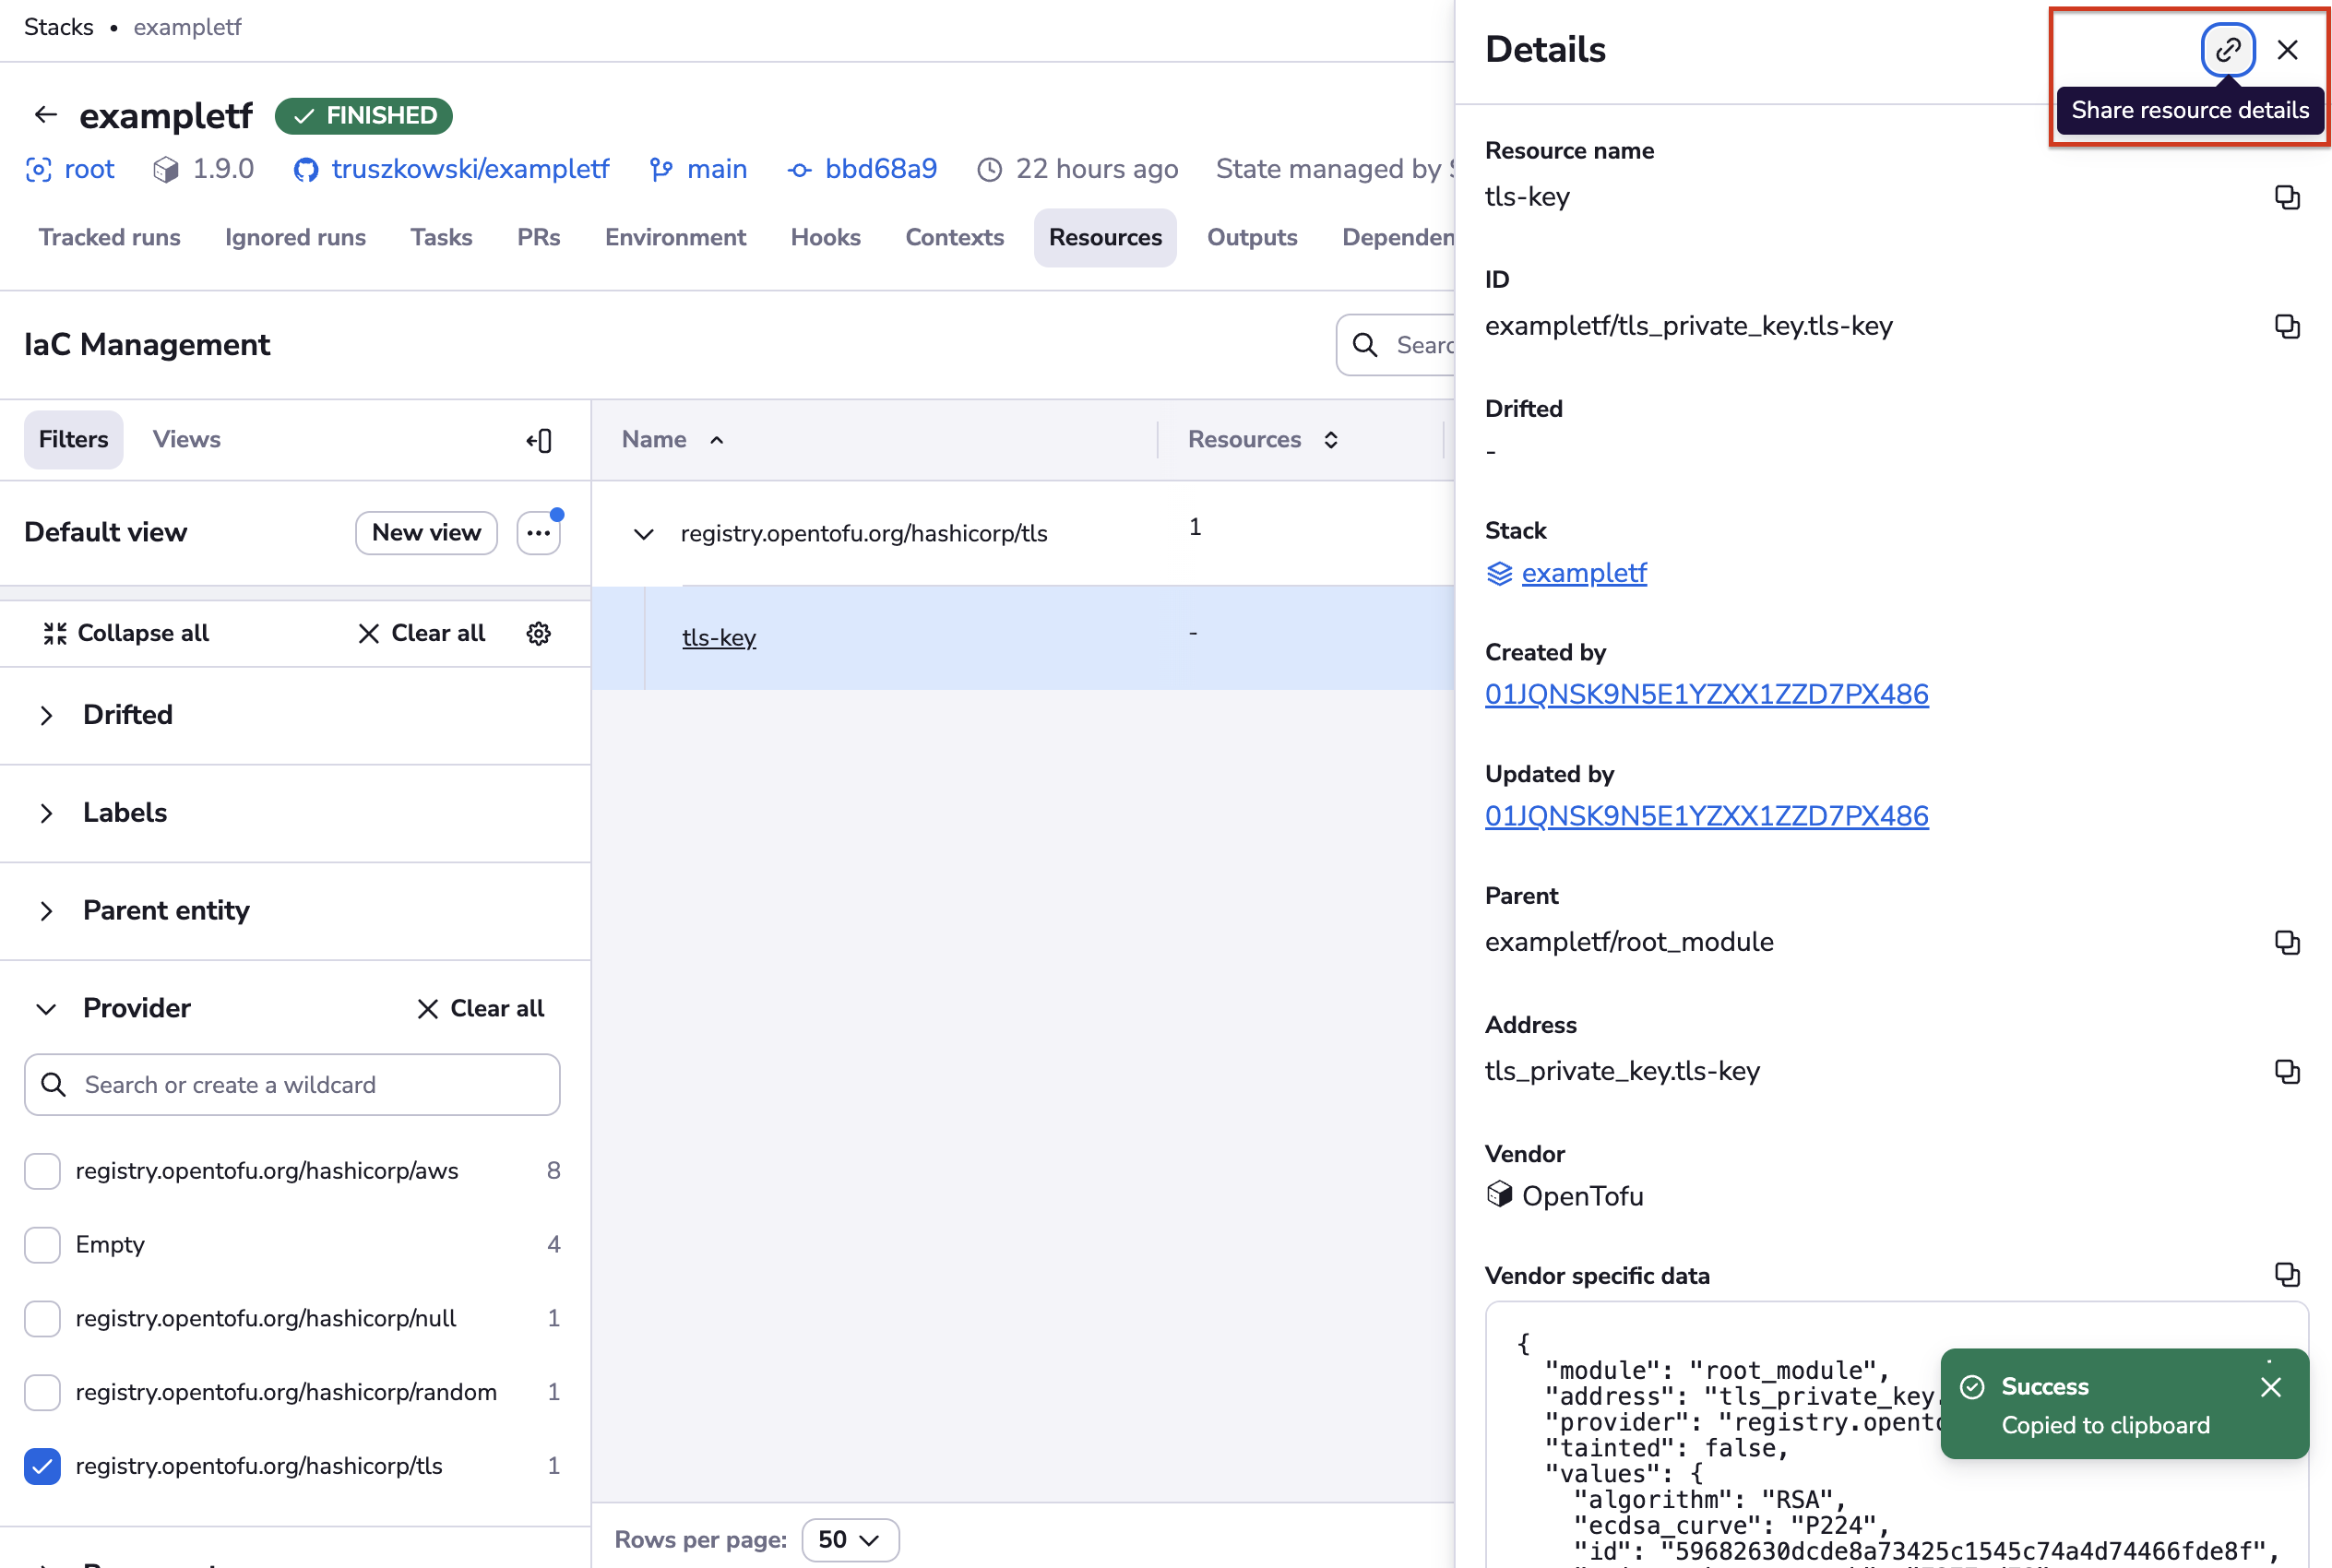 Stacks • exampletf
exampletf FINISHED
root 1.9.0 truszkowski/exampletf main bbd68a9 22 hours ago State managed by
Tracked runs Ignored runs Tasks PRs Environment Hooks Contexts Resources Outputs Dependen
IaC Management
Searc
Filters Views
Default view New view
Collapse all Clear all
Drifted
Labels
Parent entity
Provider Clear all
Search or create a wildcard
registry.opentofu.org/hashicorp/aws 8
Empty 4
registry.opentofu.org/hashicorp/null 1
registry.opentofu.org/hashicorp/random 1
registry.opentofu.org/hashicorp/tls 1
Name Resources
registry.opentofu.org/hashicorp/tls 1
tls-key -
Rows per page: 50
Details
Share resource details
Resource name
tls-key
ID
exampletf/tls_private_key.tls-key
Drifted
-
Stack
exampletf
Created by
01JQNSK9N5E1YZXX1ZZD7PX486
Updated by
01JQNSK9N5E1YZXX1ZZD7PX486
Parent
exampletf/root_module
Address
tls_private_key.tls-key
Vendor
OpenTofu
Vendor specific data
{
"module": "root_module",
"address": "tls_private_key.
"provider": "registry.opento
"tainted": false,
"values": {
"algorithm": "RSA",
"ecdsa_curve": "P224",
"id": "59682630dcde8a73425c1545c74a4d74466fde8f",
Success
Copied to clipboard